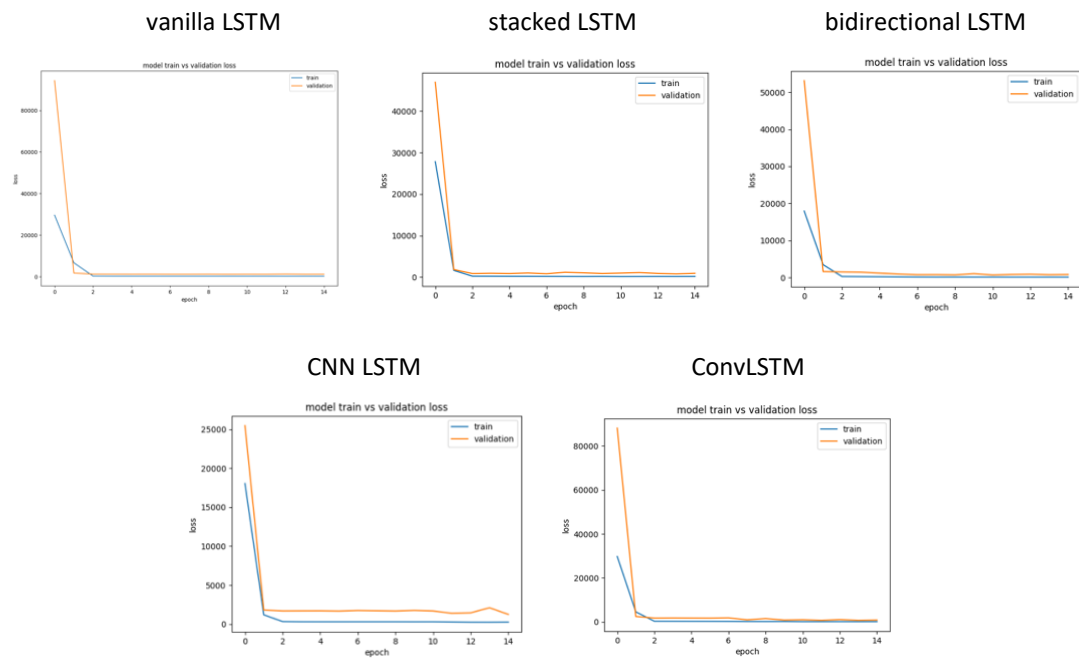 vanilla LSTM
stacked LSTM
bidirectional LSTM
model train vs validation loss
train
validation
80000
60000
40000
20000
0
loss
0 2 4 6 8 10 12 14
epoch
model train vs validation loss
train
validation
40000
30000
20000
10000
0
loss
0 2 4 6 8 10 12 14
epoch
model train vs validation loss
train
validation
50000
40000
30000
20000
10000
0
loss
0 2 4 6 8 10 12 14
epoch
CNN LSTM
ConvLSTM
model train vs validation loss
train
validation
25000
20000
15000
10000
5000
0
loss
0 2 4 6 8 10 12 14
epoch
model train vs validation loss
train
validation
80000
60000
40000
20000
0
loss
0 2 4 6 8 10 12 14
epoch